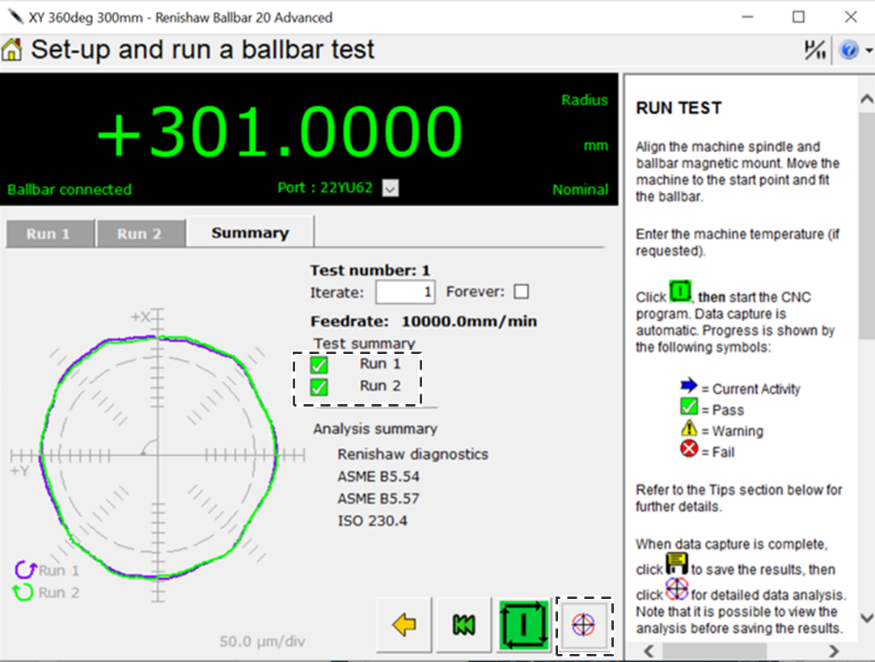 XY 360deg 300mm - Renishaw Ballbar 20 Advanced
Set-up and run a ballbar test
+301.0000
Radius
mm
Ballbar connected
Port : 22YU62
Nominal
Run 1
Run 2
Summary
Test number: 1
Iterate: 1 Forever:
Feedrate: 10000.0mm/min
Test summary
Run 1
Run 2
Analysis summary
Renishaw diagnostics
ASME B5.54
ASME B5.57
ISO 230.4
+X
+Y
Run 1
Run 2
50.0 µm/div
RUN TEST
Align the machine spindle and
ballbar magnetic mount. Move the
machine to the start point and fit
the ballbar.
Enter the machine temperature (if
requested).
Click , then start the CNC
program. Data capture is
automatic. Progress is shown by
the following symbols:
= Current Activity
= Pass
= Warning
= Fail
Refer to the Tips section below for
further details.
When data capture is complete,
click to save the results, then
click for detailed data analysis.
Note that it is possible to view the
analysis before saving the results.